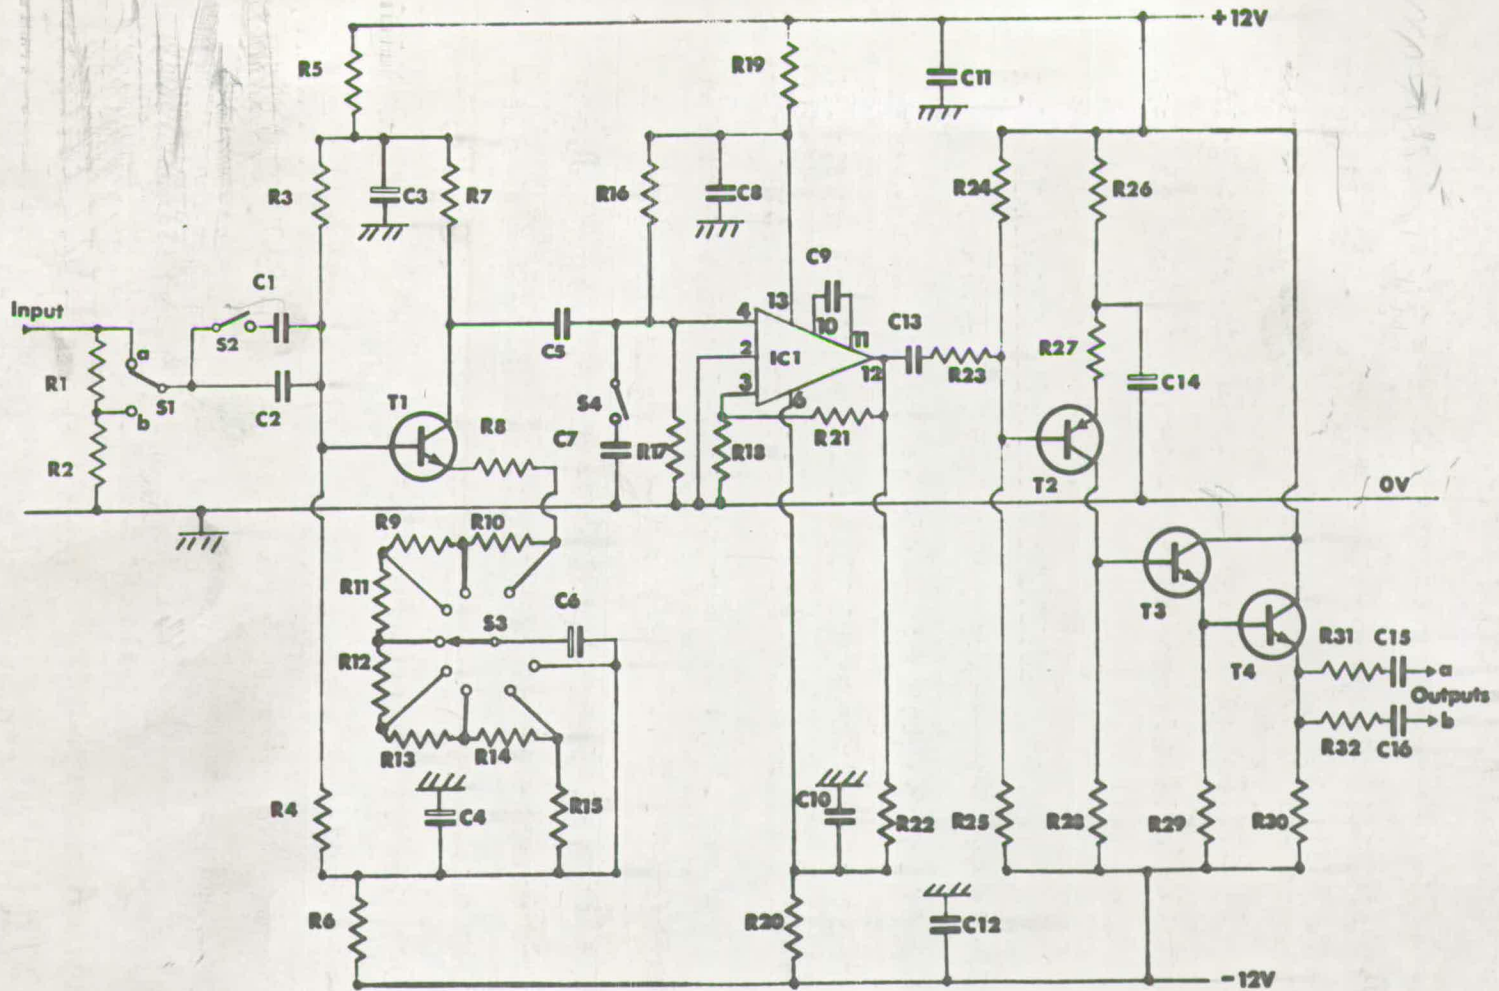 +12V
R5
R19
C11
R3
C3
R7
R16
C8
R24
R26
C1
C9
Input
S2
4
13
10
11
C13
2
IC1
R27
R1
a
C5
12
R23
C14
S1
3
b
C2
T1
S4
6
R8
C7
R21
R2
R17
R18
T2
0V
R9
R10
R11
C6
T3
S3
R31
C15
R12
T4
a
Outputs
b
R13
R14
R32
C16
R4
C4
R15
C10
R22
R25
R28
R29
R30
R6
R20
C12
-12V